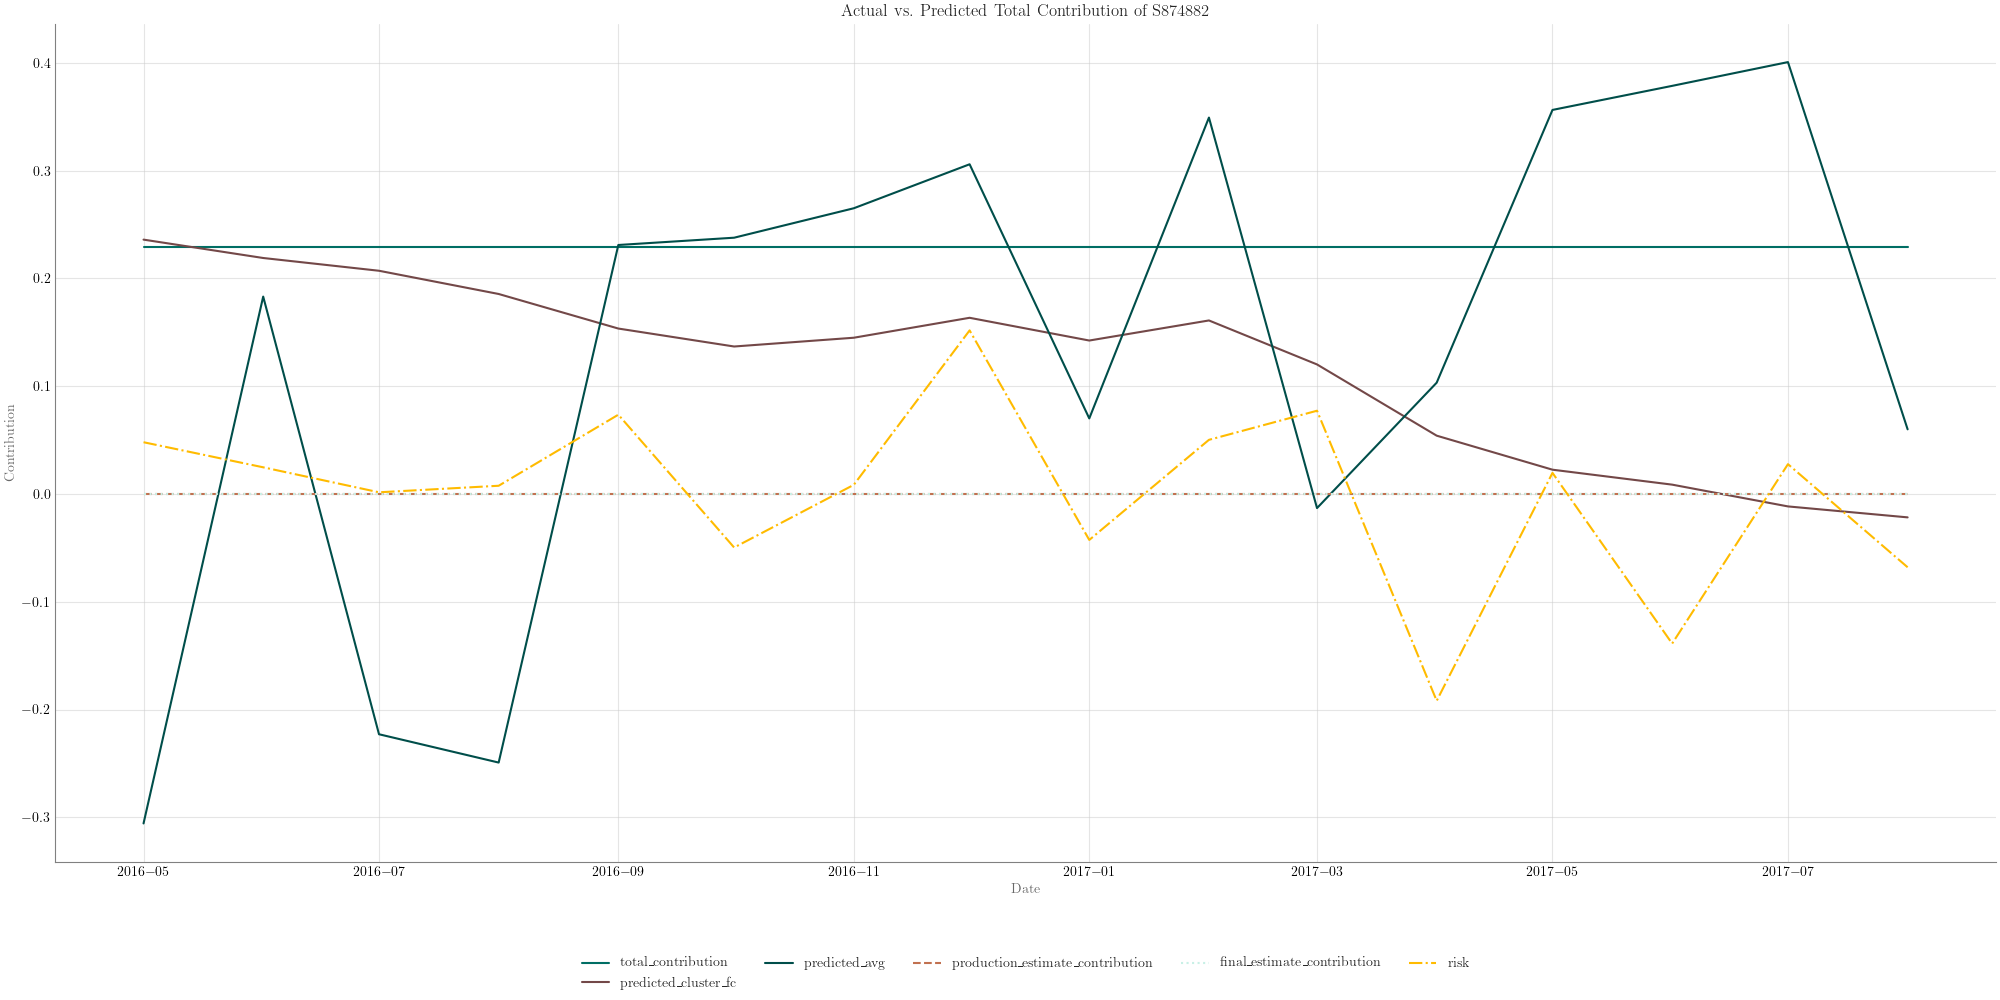 Actual vs. Predicted Total Contribution of S874882
Contribution
0.4
0.3
0.2
0.1
0.0
−0.1
−0.2
−0.3
2016−05 2016−07 2016−09 2016−11 2017−01 2017−03 2017−05 2017−07
Date
total_contribution predicted_avg production_estimate_contribution final_estimate_contribution risk
predicted_cluster_fc